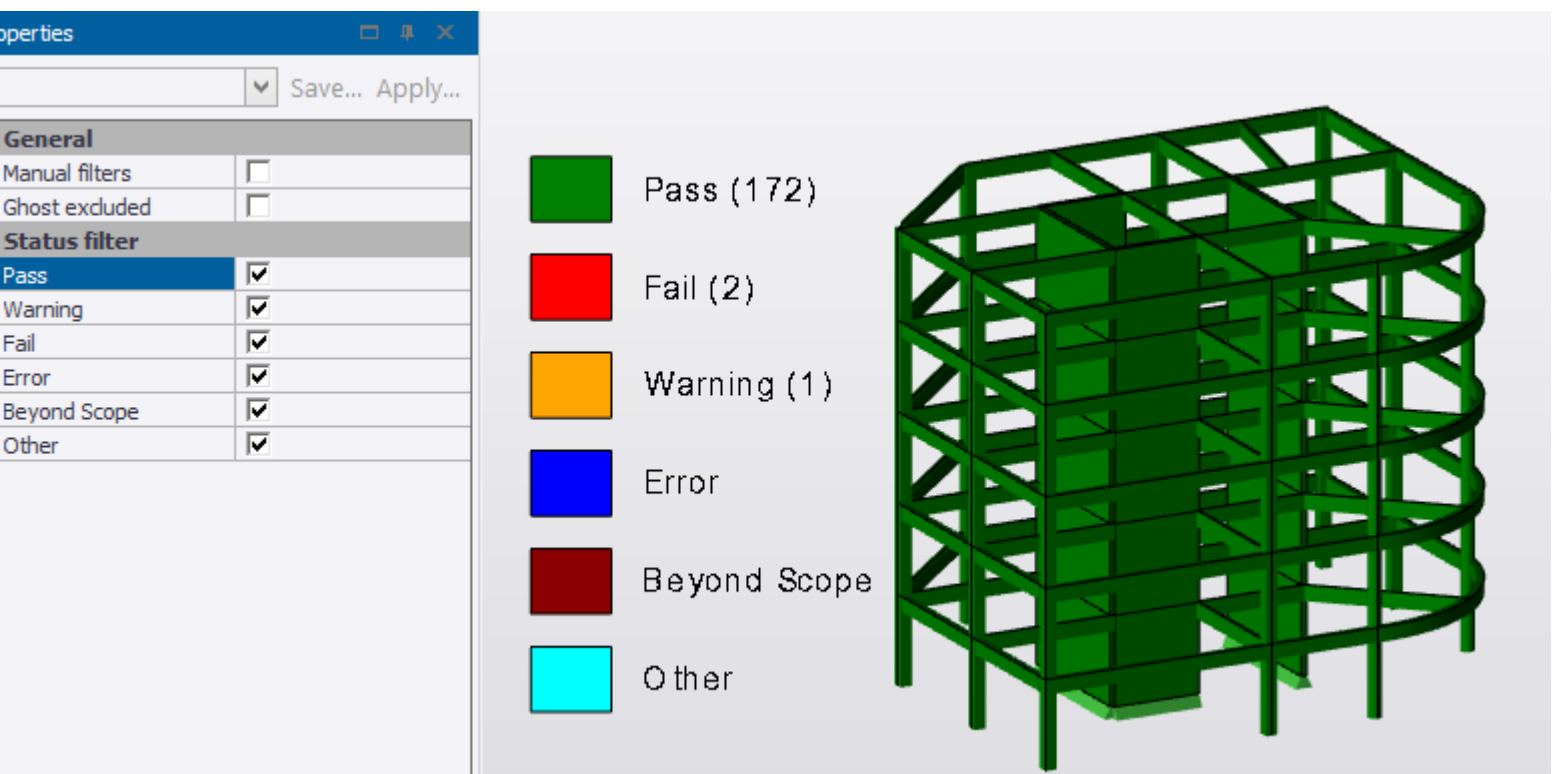 operties
Save... Apply...
General
Manual filters
Ghost excluded
Status filter
Pass
Warning
Fail
Error
Beyond Scope
Other
Pass (172)
Fail (2)
Warning (1)
Error
Beyond Scope
Other